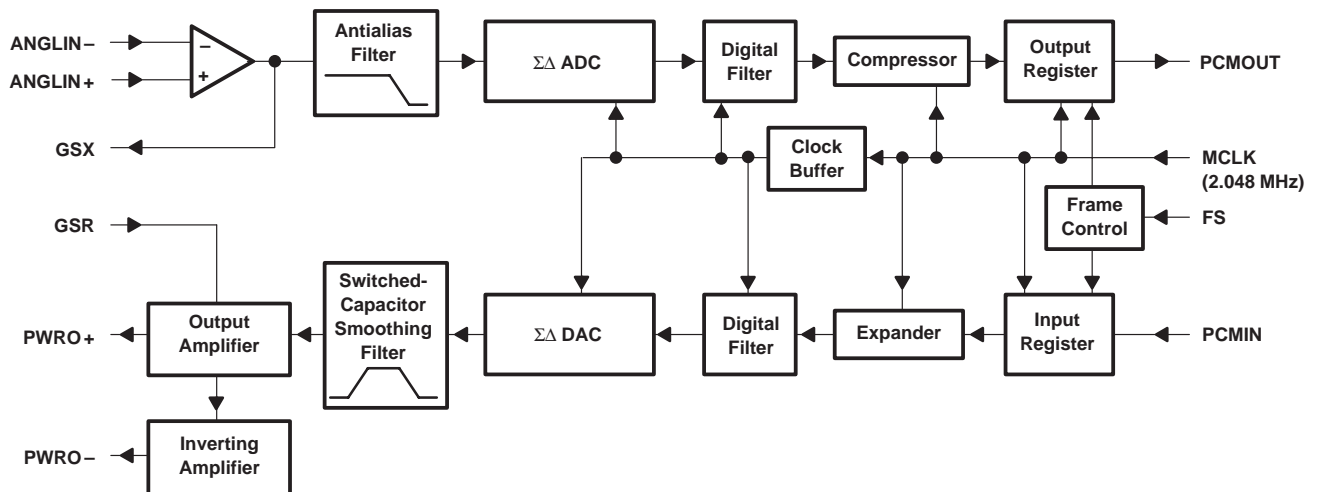 ANGLIN−
ANGLIN+
GSX
−
+
Antialias
Filter
ΣΔ ADC
Digital
Filter
Compressor
Output
Register
PCMOUT
Clock
Buffer
MCLK
(2.048 MHz)
Frame
Control
FS
GSR
PWRO+
PWRO−
Output
Amplifier
Inverting
Amplifier
Switched-
Capacitor
Smoothing
Filter
ΣΔ DAC
Digital
Filter
Expander
Input
Register
PCMIN